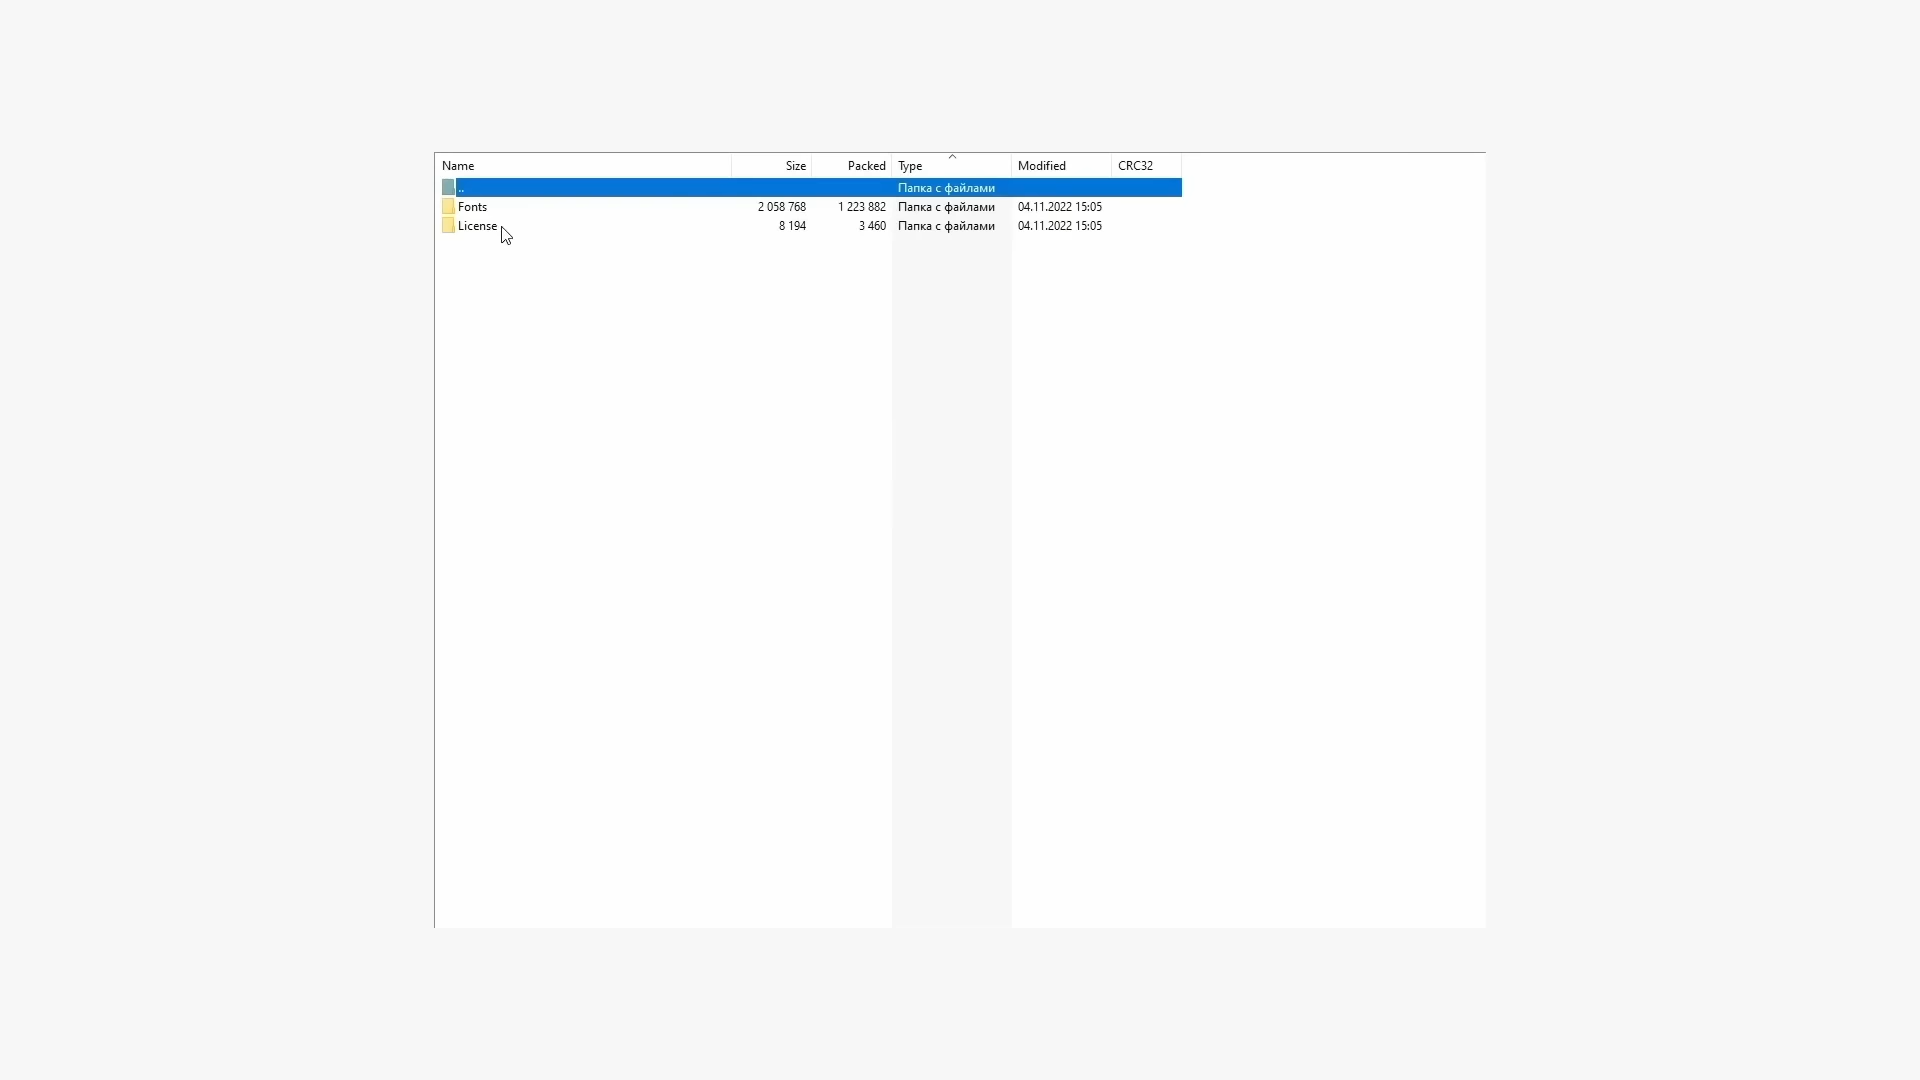 Name Size Packed Type Modified CRC32
.. Папка с файлами
Fonts 2 058 768 1 223 882 Папка с файлами 04.11.2022 15:05
License 8 194 3 460 Папка с файлами 04.11.2022 15:05